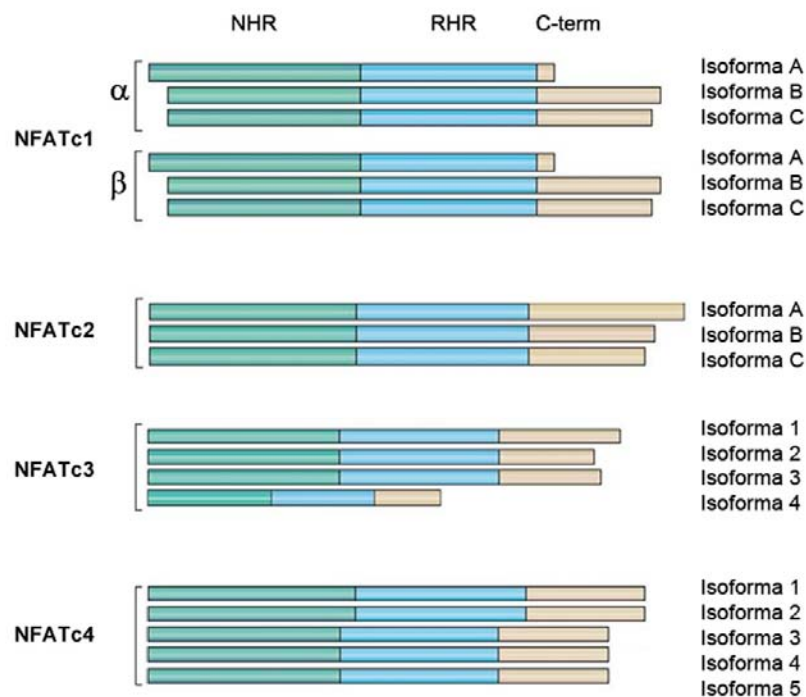 NHR RHR C-term
NFATc1
α
Isoforma A
Isoforma B
Isoforma C
β
Isoforma A
Isoforma B
Isoforma C
NFATc2
Isoforma A
Isoforma B
Isoforma C
NFATc3
Isoforma 1
Isoforma 2
Isoforma 3
Isoforma 4
NFATc4
Isoforma 1
Isoforma 2
Isoforma 3
Isoforma 4
Isoforma 5